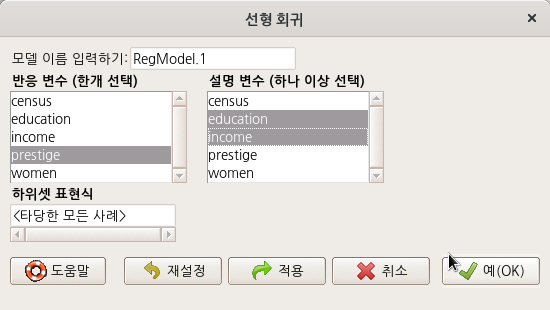 선형 회귀
모델 이름 입력하기: RegModel.1
반응 변수 (한개 선택) 설명 변수 (하나 이상 선택)
census census
education education
income income
prestige prestige
women women
하위셋 표현식
<타당한 모든 사례>
도움말 재설정 적용 취소 예(OK)